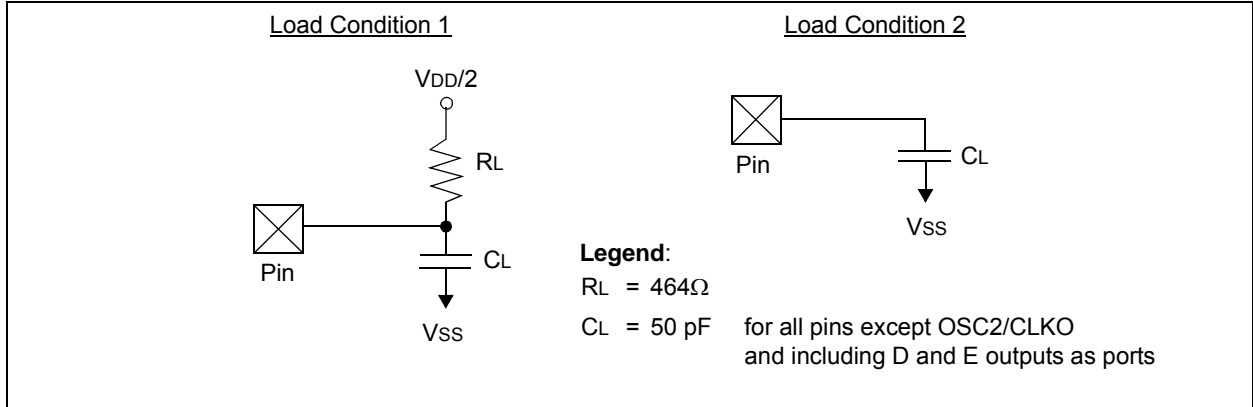 Load Condition 1
VDD/2
RL
Pin
CL
VSS
Load Condition 2
Pin
CL
VSS
Legend:
RL = 464Ω
CL = 50 pF for all pins except OSC2/CLKO
and including D and E outputs as ports